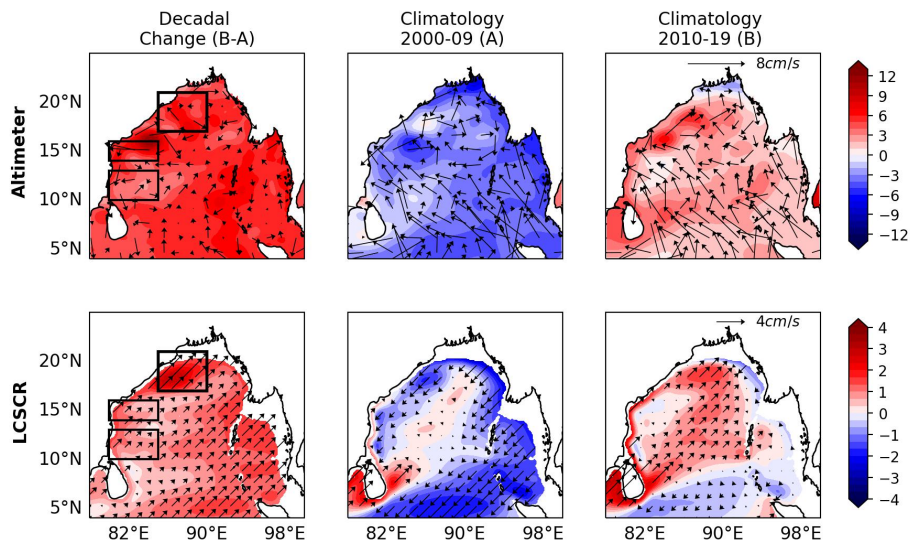 Decadal
Change (B-A)
Climatology
2000-09 (A)
Climatology
2010-19 (B)
Altimeter
20°N
15°N
10°N
5°N
8cm/s
12
9
6
3
0
−3
−6
−9
−12
LCSCR
20°N
15°N
10°N
5°N
4cm/s
4
3
2
1
0
−1
−2
−3
−4
82°E 90°E 98°E
82°E 90°E 98°E
82°E 90°E 98°E